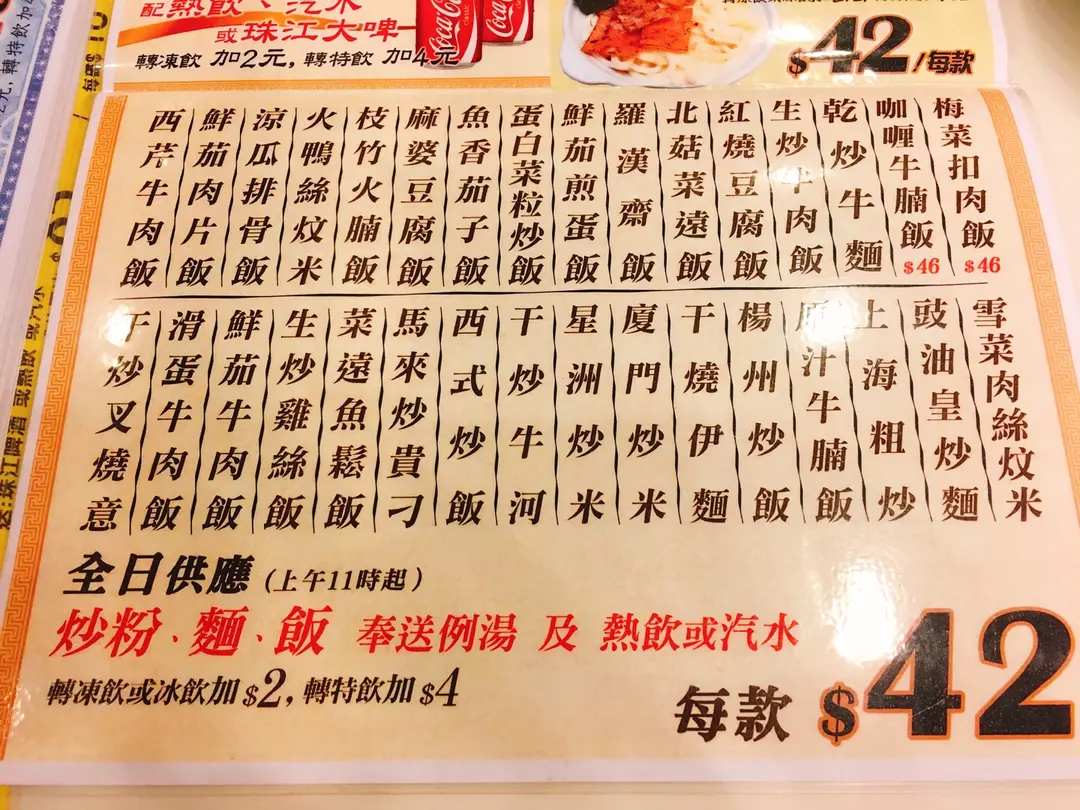 配熱飲、汽水
或珠江大啤
轉凍飲 加2元, 轉特飲 加4元
$42/每款
梅菜扣肉飯 $46
咖喱牛腩飯 $46
乾炒牛麵
生炒牛肉飯
紅燒豆腐飯
北菇菜遠飯
羅漢齋飯
鮮茄煎蛋飯
蛋白菜粒炒飯
魚香茄子飯
麻婆豆腐飯
枝竹火腩飯
火鴨絲炆米
涼瓜排骨飯
鮮茄肉片飯
西芹牛肉飯
雪菜肉絲炆米
豉油皇炒麵
上海粗炒
原汁牛腩飯
楊州炒飯
干燒伊麵
廈門炒米
星洲炒米
干炒牛河
西式炒飯
馬來炒貴刁
菜遠魚鬆飯
生炒雞絲飯
鮮茄牛肉飯
滑蛋牛肉飯
干炒叉燒意
全日供應 (上午11時起)
炒粉、麵、飯 奉送例湯 及 熱飲或汽水
轉凍飲或冰飲加$2, 轉特飲加$4
每款 $42